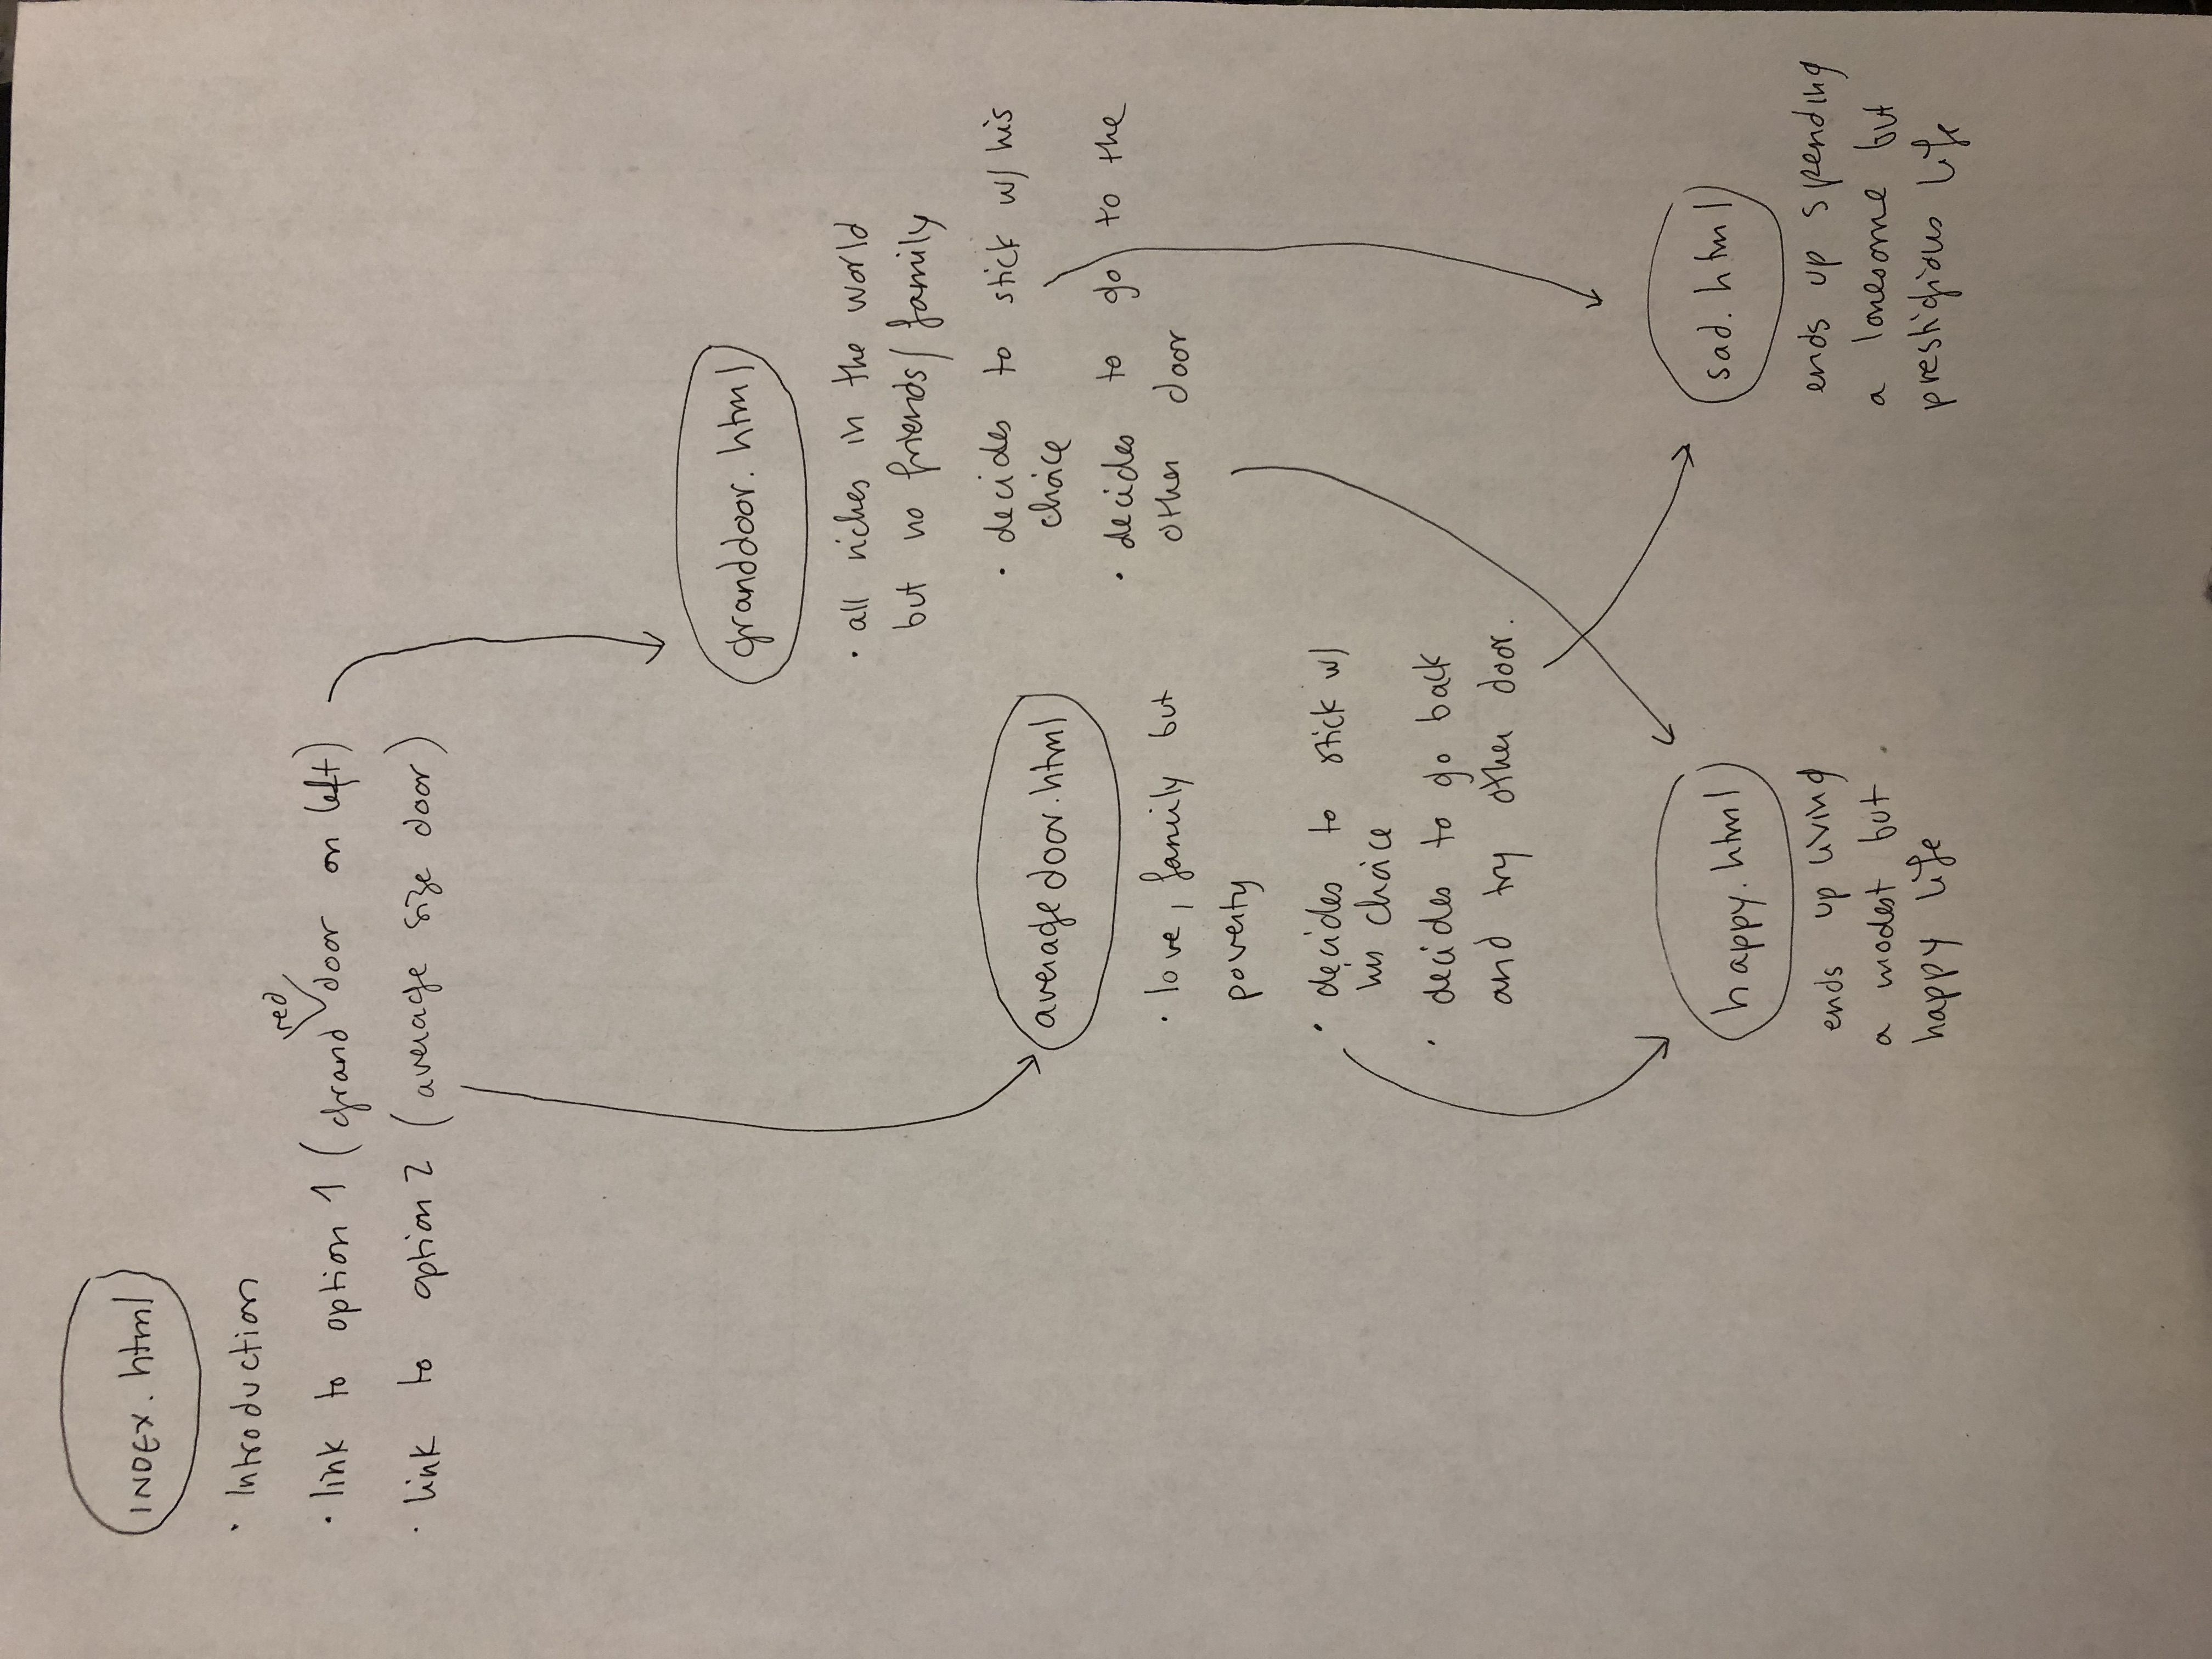 INDEX.html
· Introduction
red
· link to option 1 (grand door on left)
· link to option 2 (average size door)
granddoor.html
· all riches in the world
but no friends/family
· decides to stick w/ his
choice
· decides to go to the
other door
averagedoor.html
· love, family but
poverty
· decides to stick w/
his choice
· decides to go back
and try other door.
happy.html
ends up living
a modest but
happy life
sad.html
ends up spending
a lonesome but
prestigious life